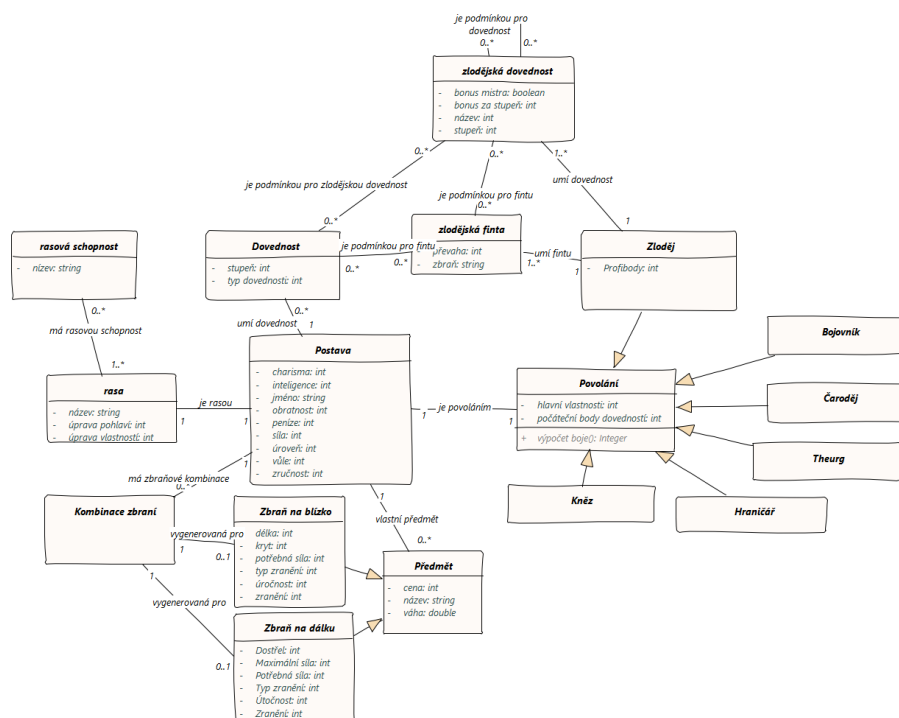 je podmínkou pro
dovednost
0..*
0..*
zlodějská dovednost
- bonus mistra: boolean
- bonus za stupeň: int
- název: int
- stupeň: int
0..*
0..*
1..*
je podmínkou pro zlodějskou dovednost
umí dovednost
je podmínkou pro fintu
0..*
0..*
1
rasová schopnost
- nízev: string
Dovednost
- stupeň: int
- typ dovednosti: int
je podmínkou pro fintu
0..*
0..*
zlodějská finta
- převaha: int
- zbraň: string
umí fintu
1..*
1
Zloděj
- Profibody: int
0..*
má rasovou schopnost
1..*
0..*
umí dovednost
1
rasa
- název: string
- úprava pohlaví: int
- úprava vlastností: int
je rasou
1
1
Postava
- charisma: int
- inteligence: int
- jméno: string
- obratnost: int
- peníze: int
- síla: int
- úroveň: int
- vůle: int
- zručnost: int
je povoláním
1
1
Povolání
- hlavní vlastnosti: int
- počáteční body dovedností: int
+ výpočet boje(): Integer
Bojovník
Čaroděj
Theurg
Hraničář
Kněz
1
má zbraňové kombinace
0..*
Kombinace zbraní
vygenerovaná pro
1
0..1
Zbraň na blízko
- délka: int
- kryt: int
- potřebná síla: int
- typ zranění: int
- úročnost: int
- zranění: int
1
vlastní předmět
0..*
Předmět
- cena: int
- název: string
- váha: double
1
vygenerovaná pro
0..1
Zbraň na dálku
- Dostřel: int
- Maximální síla: int
- Potřebná síla: int
- Typ zranění: int
- Útočnost: int
- Zranění: int